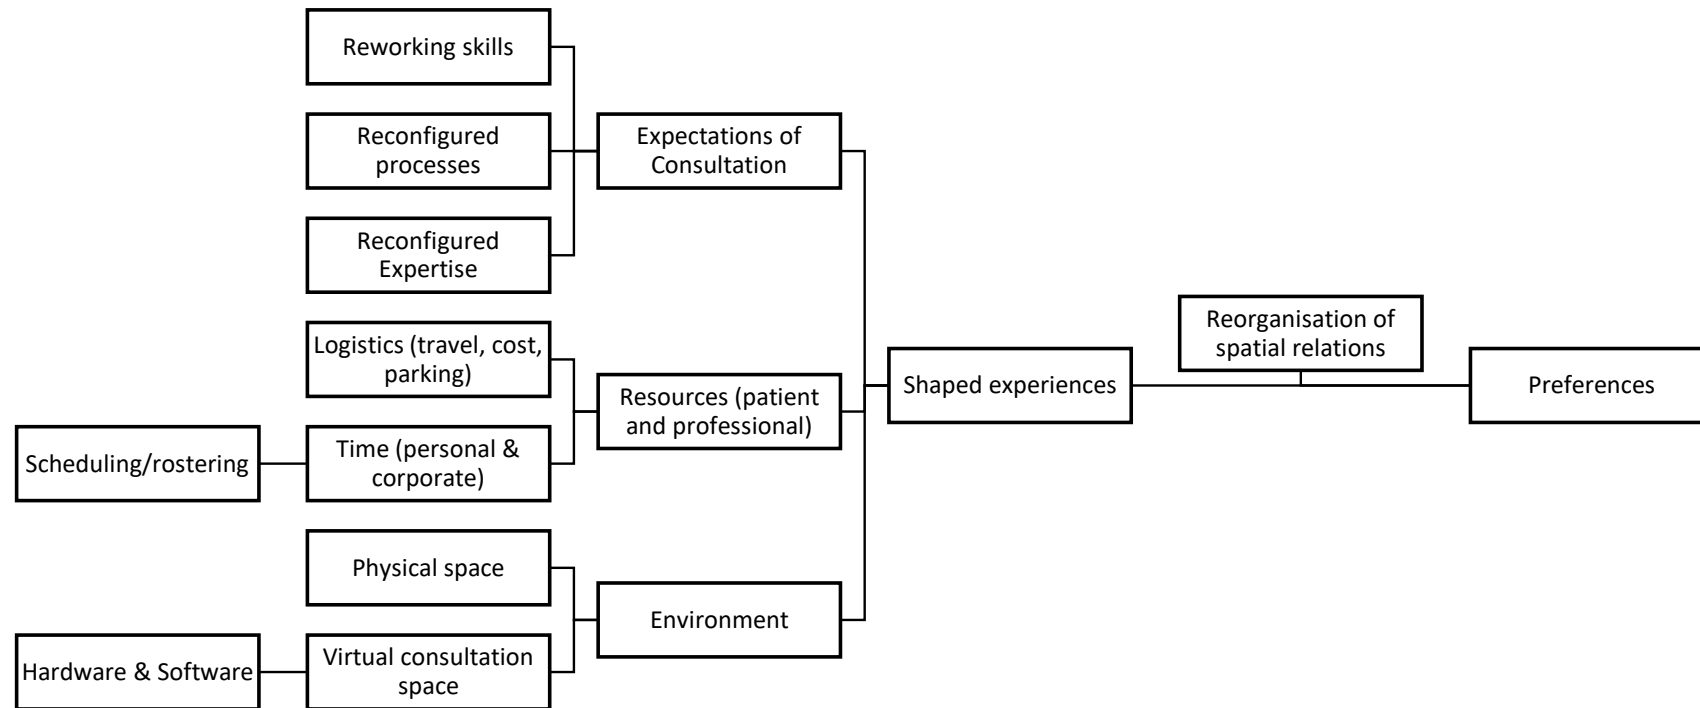 Reworking skills
Reconfigured
processes
Expectations of
Consultation
Reconfigured
Expertise
Logistics (travel, cost,
parking)
Resources (patient
and professional)
Scheduling/rostering
Time (personal &
corporate)
Physical space
Environment
Hardware & Software
Virtual consultation
space
Shaped experiences
Reorganisation of
spatial relations
Preferences